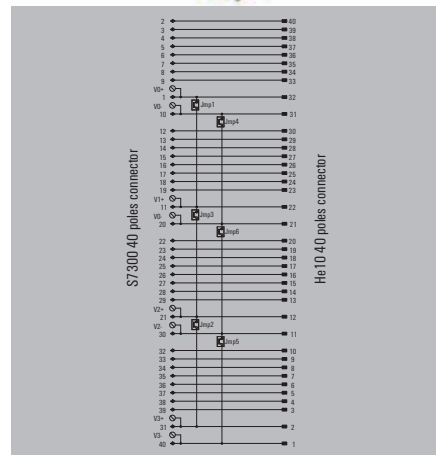 2 40
3 39
4 38
5 37
6 36
7 35
8 34
9 33
V0+
1 32
Jmp1
V0-
10 31
Jmp4
12 30
13 29
14 28
15 27
16 26
17 25
18 24
19 23
V1+
11 22
V0- Jmp3
20 21
Jmp6
22 20
23 19
24 18
25 17
26 16
27 15
28 14
29 13
V2+
21 12
V2- Jmp2
30 11
Jmp5
32 10
33 9
34 8
35 7
36 6
37 5
38 4
39 3
V3+
31 2
V3-
40 1
S7300 40 poles connector
He10 40 poles connector